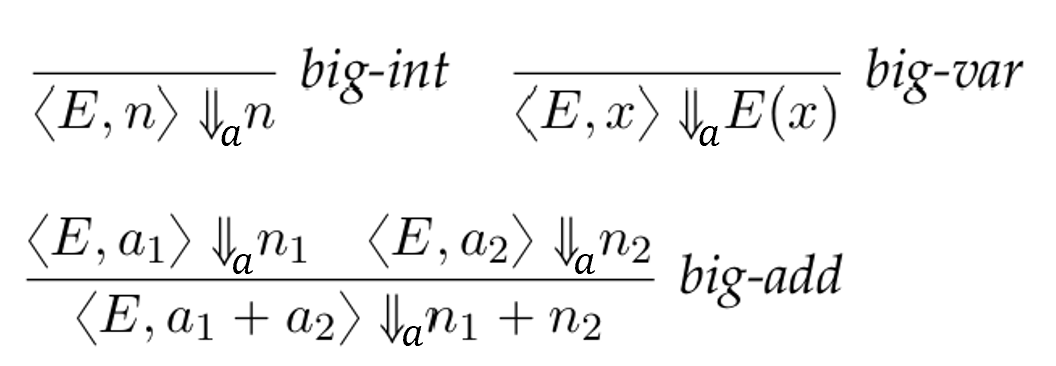 big-int big-var
⟨E, n⟩ ⇓ₐ n ⟨E, x⟩ ⇓ₐ E(x)
⟨E, a₁⟩ ⇓ₐ n₁ ⟨E, a₂⟩ ⇓ₐ n₂
big-add
⟨E, a₁ + a₂⟩ ⇓ₐ n₁ + n₂